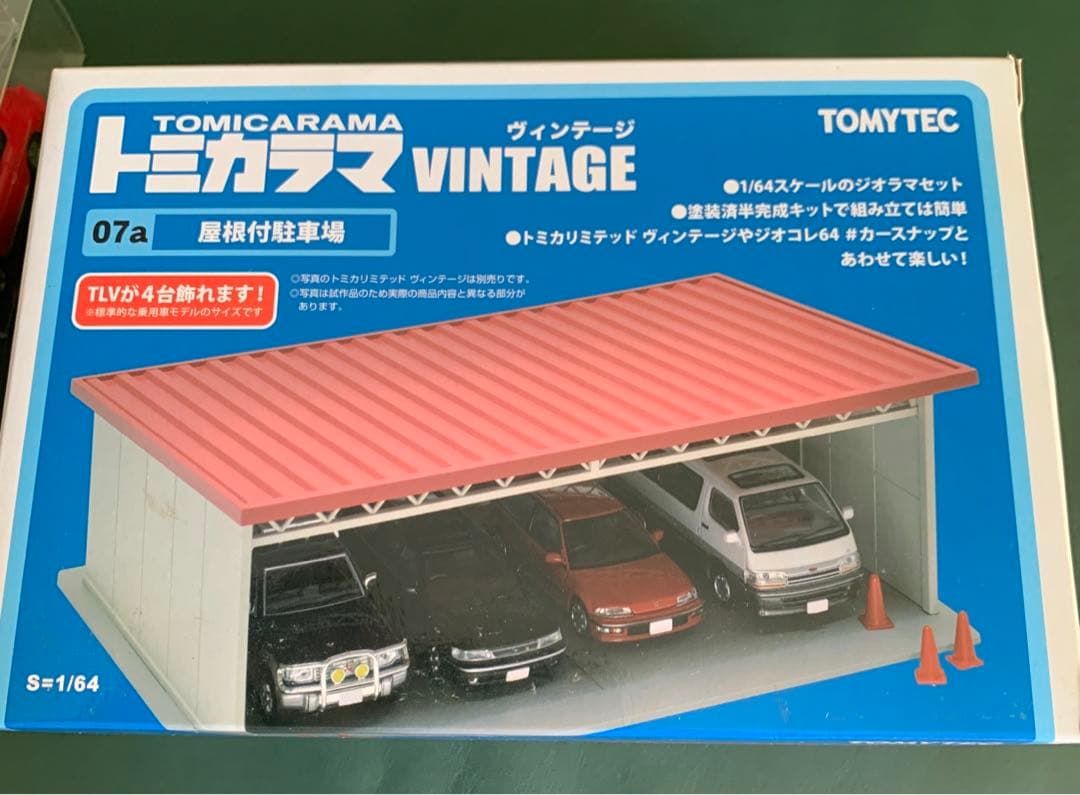 TOMICARAMA
トミカラマ
ヴィンテージ
VINTAGE
TOMYTEC
●1/64スケールのジオラマセット
●塗装済半完成キットで組み立ては簡単
●トミカリミテッド ヴィンテージやジオコレ64 #カースナップと
あわせて楽しい!
07a 屋根付駐車場
TLVが4台飾れます!
※標準的な乗用車モデルのサイズです
◎写真のトミカリミテッド ヴィンテージは別売りです。
◎写真は試作品のため実際の商品内容と異なる部分が
あります。
S=1/64